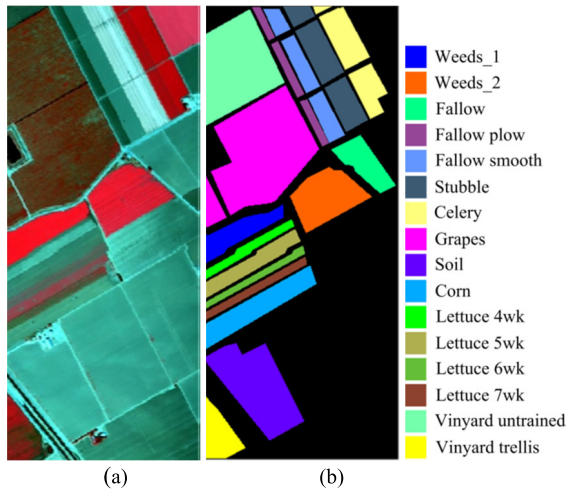 Weeds_1
Weeds_2
Fallow
Fallow plow
Fallow smooth
Stubble
Celery
Grapes
Soil
Corn
Lettuce 4wk
Lettuce 5wk
Lettuce 6wk
Lettuce 7wk
Vinyard untrained
Vinyard trellis
(a)
(b)